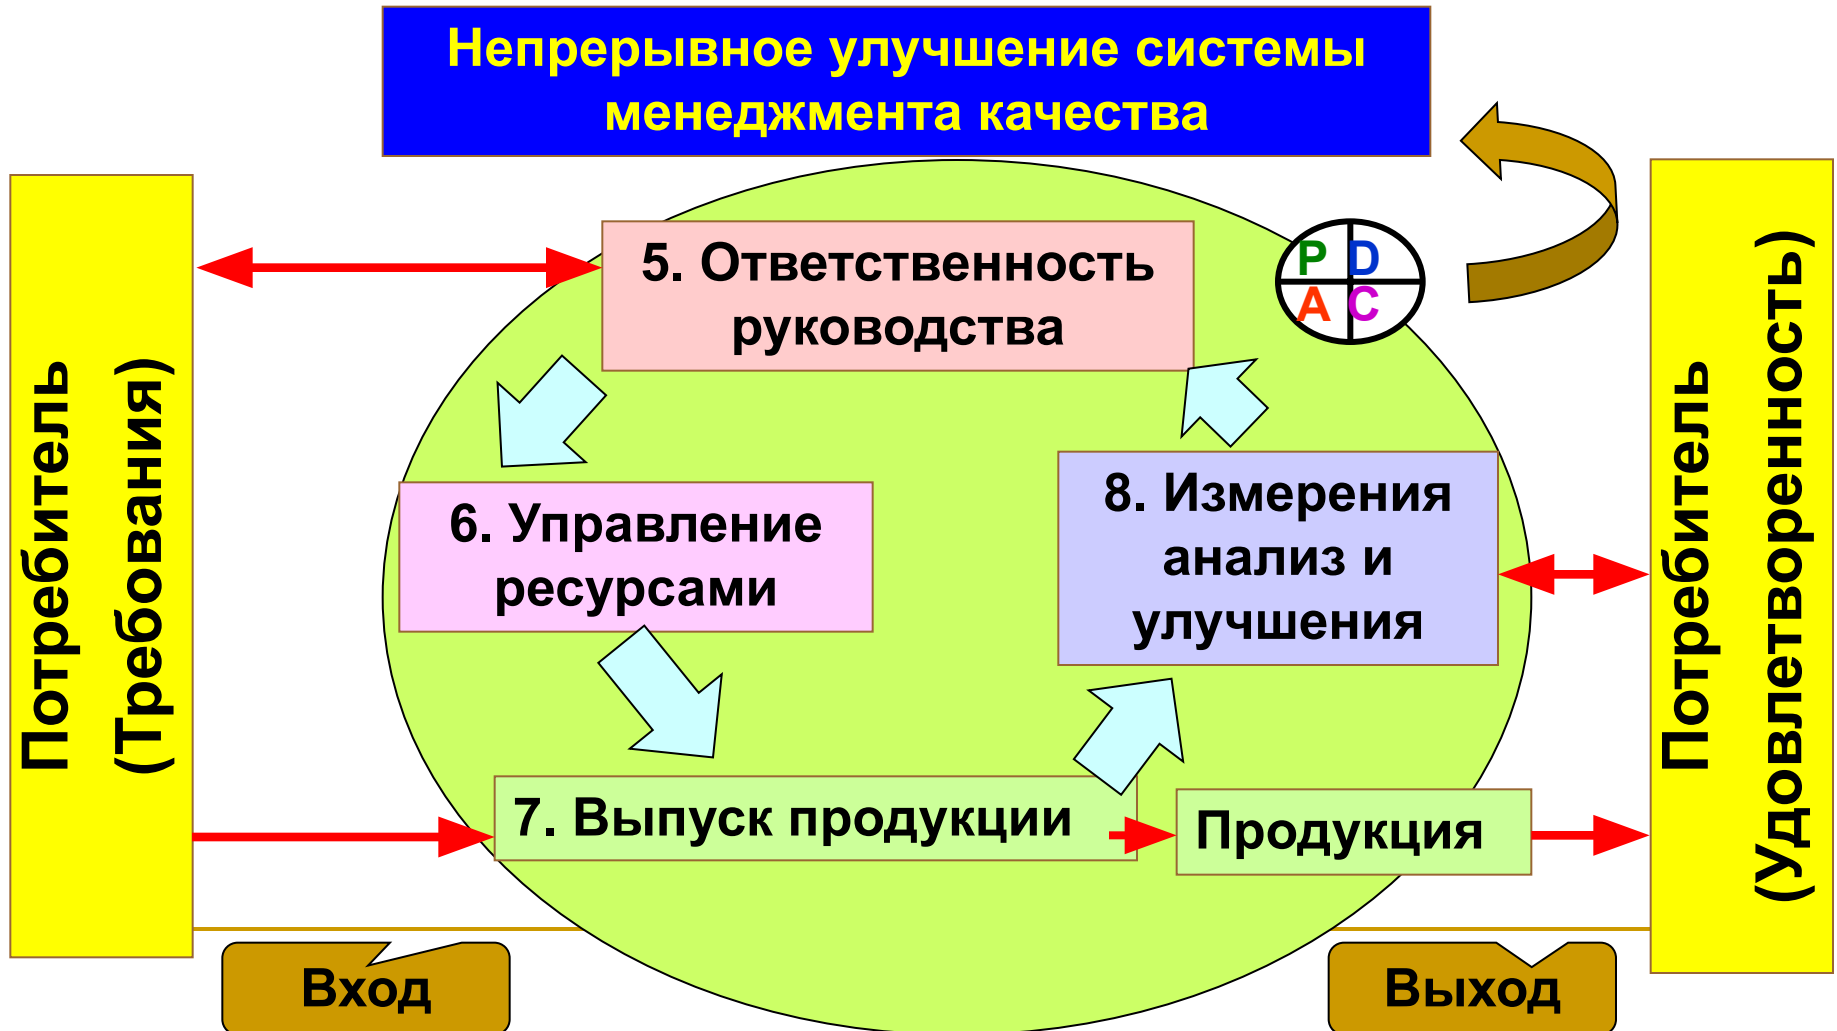 Непрерывное улучшение системы
менеджмента качества
Потребитель
(Требования)
5. Ответственность
руководства
P D
A C
6. Управление
ресурсами
8. Измерения
анализ и
улучшения
7. Выпуск продукции
Продукция
Потребитель
(Удовлетворенность)
Вход
Выход